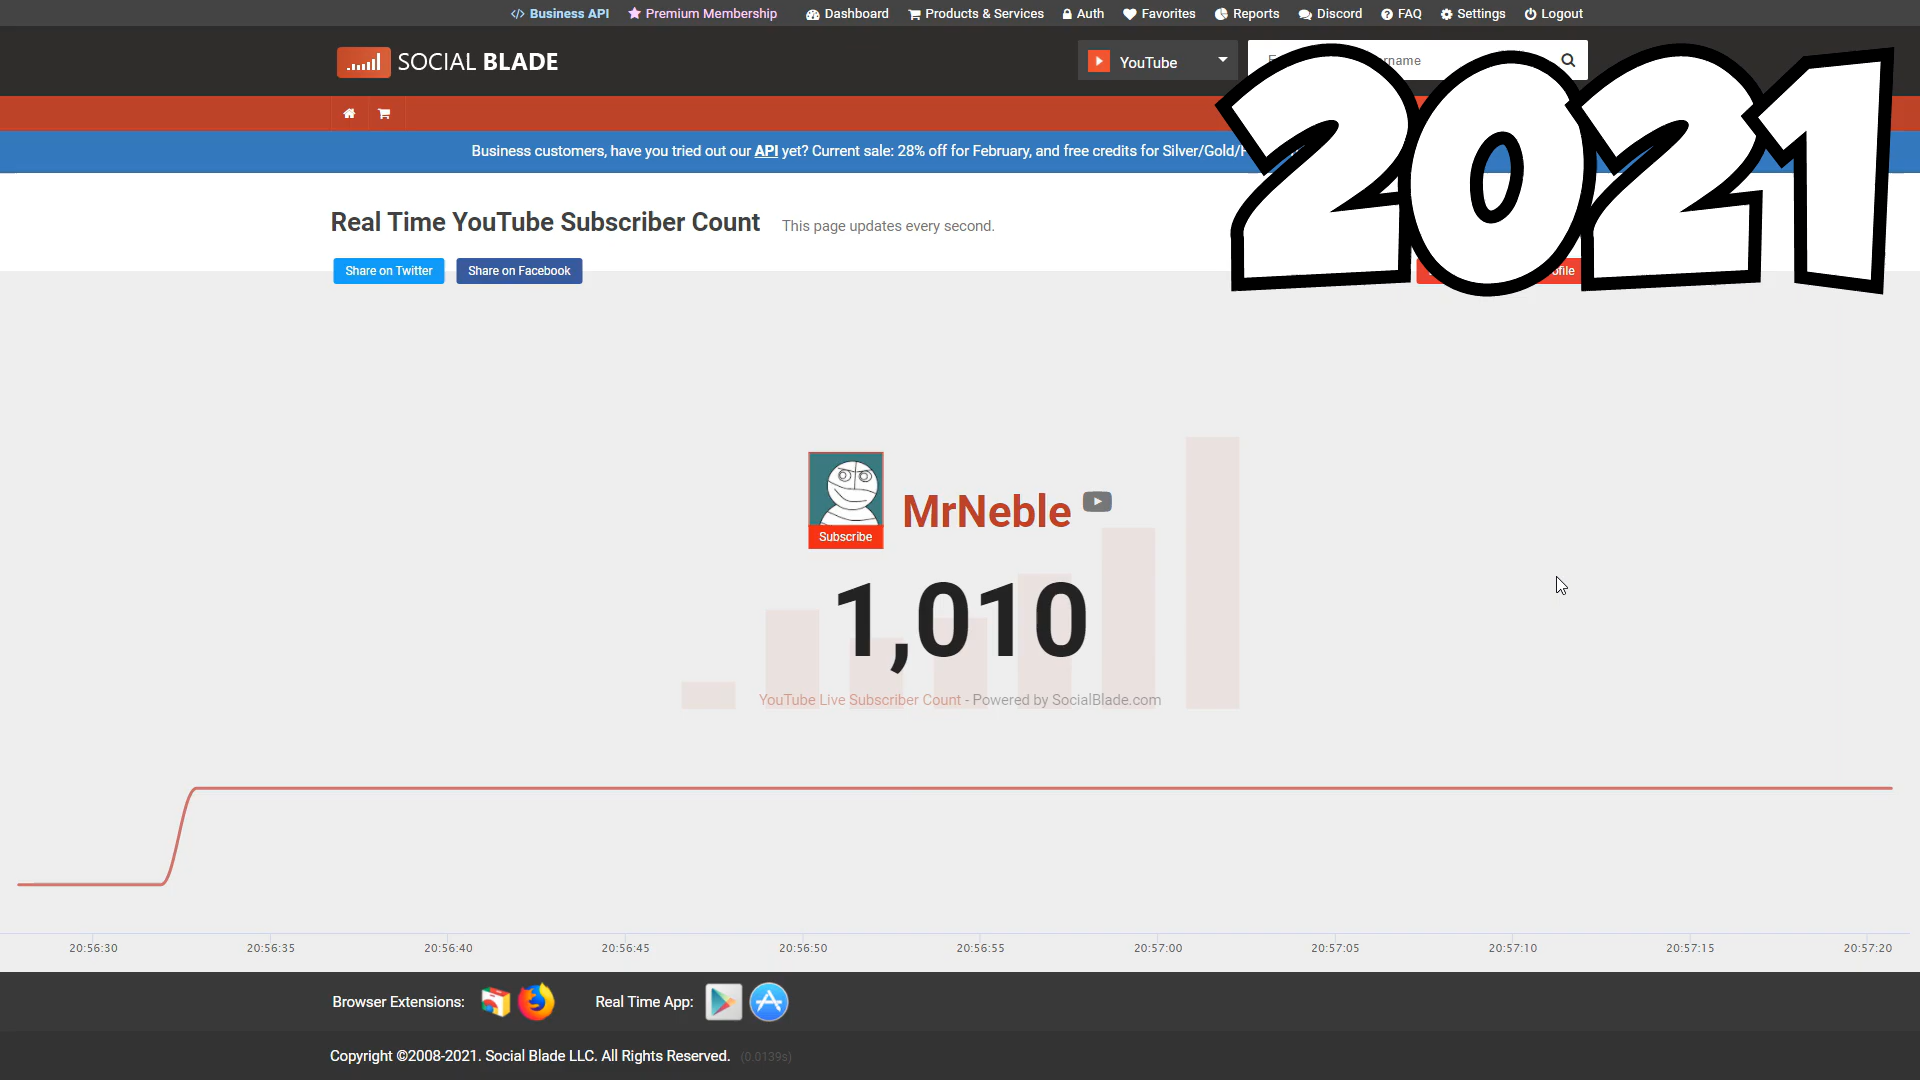 Business API Premium Membership Dashboard Products & Services Auth Favorites Reports Discord FAQ Settings Logout
SOCIAL BLADE
YouTube
2021
Business customers, have you tried out our API yet? Current sale: 28% off for February, and free credits for Silver/Gold/
Real Time YouTube Subscriber Count This page updates every second.
Share on Twitter Share on Facebook
MrNeble
Subscribe
1,010
YouTube Live Subscriber Count - Powered by SocialBlade.com
20:56:30 20:56:35 20:56:40 20:56:45 20:56:50 20:56:55 20:57:00 20:57:05 20:57:10 20:57:15 20:57:20
Browser Extensions: Real Time App:
Copyright ©2008-2021. Social Blade LLC. All Rights Reserved. (0.0139s)